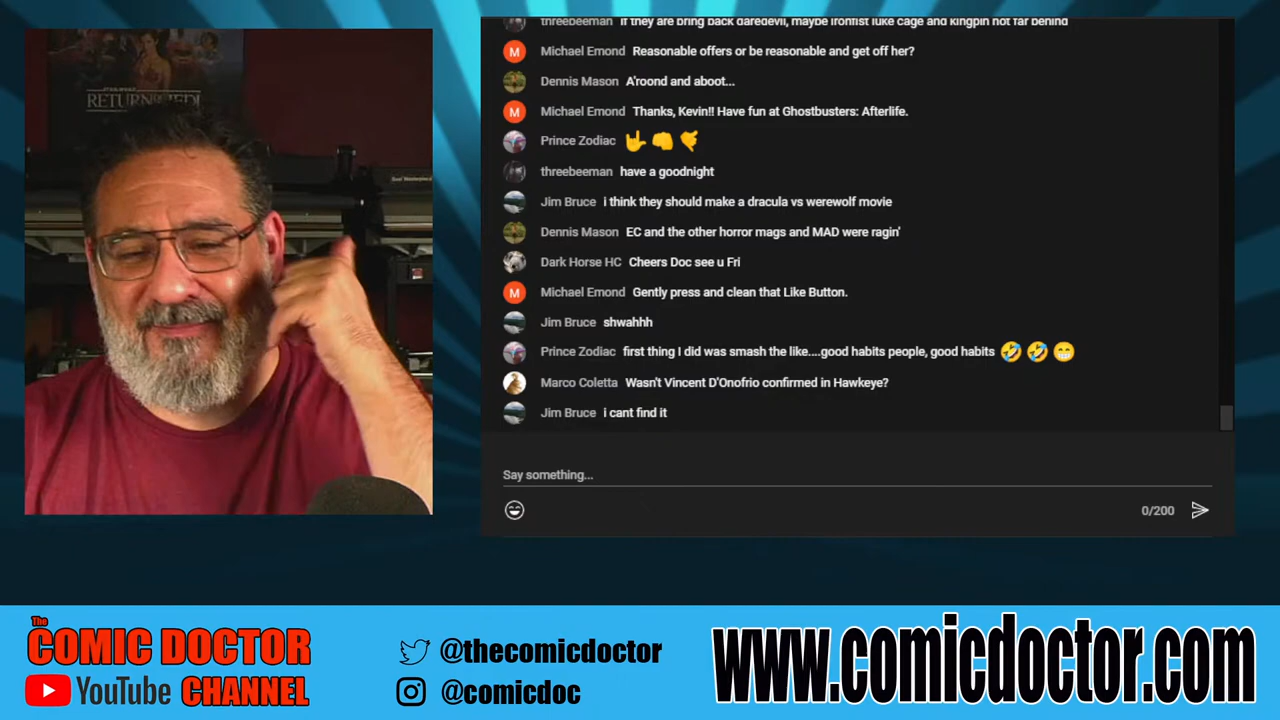 RETURN OF THE JEDI
threebeeman If they are bring back daredevil, maybe ironfist luke cage and kingpin not far behind
Michael Emond Reasonable offers or be reasonable and get off her?
Dennis Mason A'roond and aboot...
Michael Emond Thanks, Kevin!! Have fun at Ghostbusters: Afterlife.
Prince Zodiac 🤟👊🤙
threebeeman have a goodnight
Jim Bruce i think they should make a dracula vs werewolf movie
Dennis Mason EC and the other horror mags and MAD were ragin'
Dark Horse HC Cheers Doc see u Fri
Michael Emond Gently press and clean that Like Button.
Jim Bruce shwahhh
Prince Zodiac first thing I did was smash the like....good habits people, good habits 🤣🤣😁
Marco Coletta Wasn't Vincent D'Onofrio confirmed in Hawkeye?
Jim Bruce i cant find it
Say something...
0/200
The
COMIC DOCTOR
YouTube CHANNEL
@thecomicdoctor
@comicdoc
www.comicdoctor.com